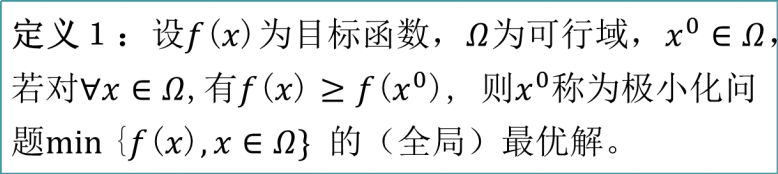 定义1：设f(x)为目标函数，Ω为可行域，x⁰ ∈ Ω,
若对∀x ∈ Ω,有f(x) ≥ f(x⁰)，则x⁰称为极小化问
题min {f(x),x ∈ Ω} 的（全局）最优解。